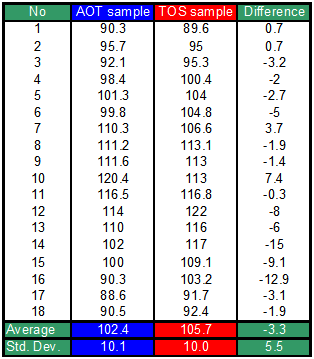 No AOT sample TOS sample Difference
1 90.3 89.6 0.7
2 95.7 95 0.7
3 92.1 95.3 -3.2
4 98.4 100.4 -2
5 101.3 104 -2.7
6 99.8 104.8 -5
7 110.3 106.6 3.7
8 111.2 113.1 -1.9
9 111.6 113 -1.4
10 120.4 113 7.4
11 116.5 116.8 -0.3
12 114 122 -8
13 110 116 -6
14 102 117 -15
15 100 109.1 -9.1
16 90.3 103.2 -12.9
17 88.6 91.7 -3.1
18 90.5 92.4 -1.9
Average 102.4 105.7 -3.3
Std. Dev. 10.1 10.0 5.5